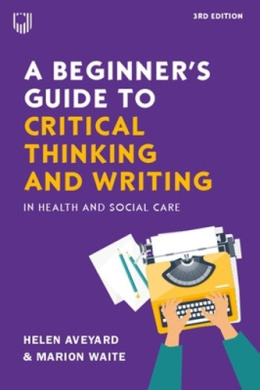 3RD EDITION
A BEGINNER'S
GUIDE TO
CRITICAL
THINKING
AND WRITING
IN HEALTH AND SOCIAL CARE
HELEN AVEYARD
& MARION WAITE